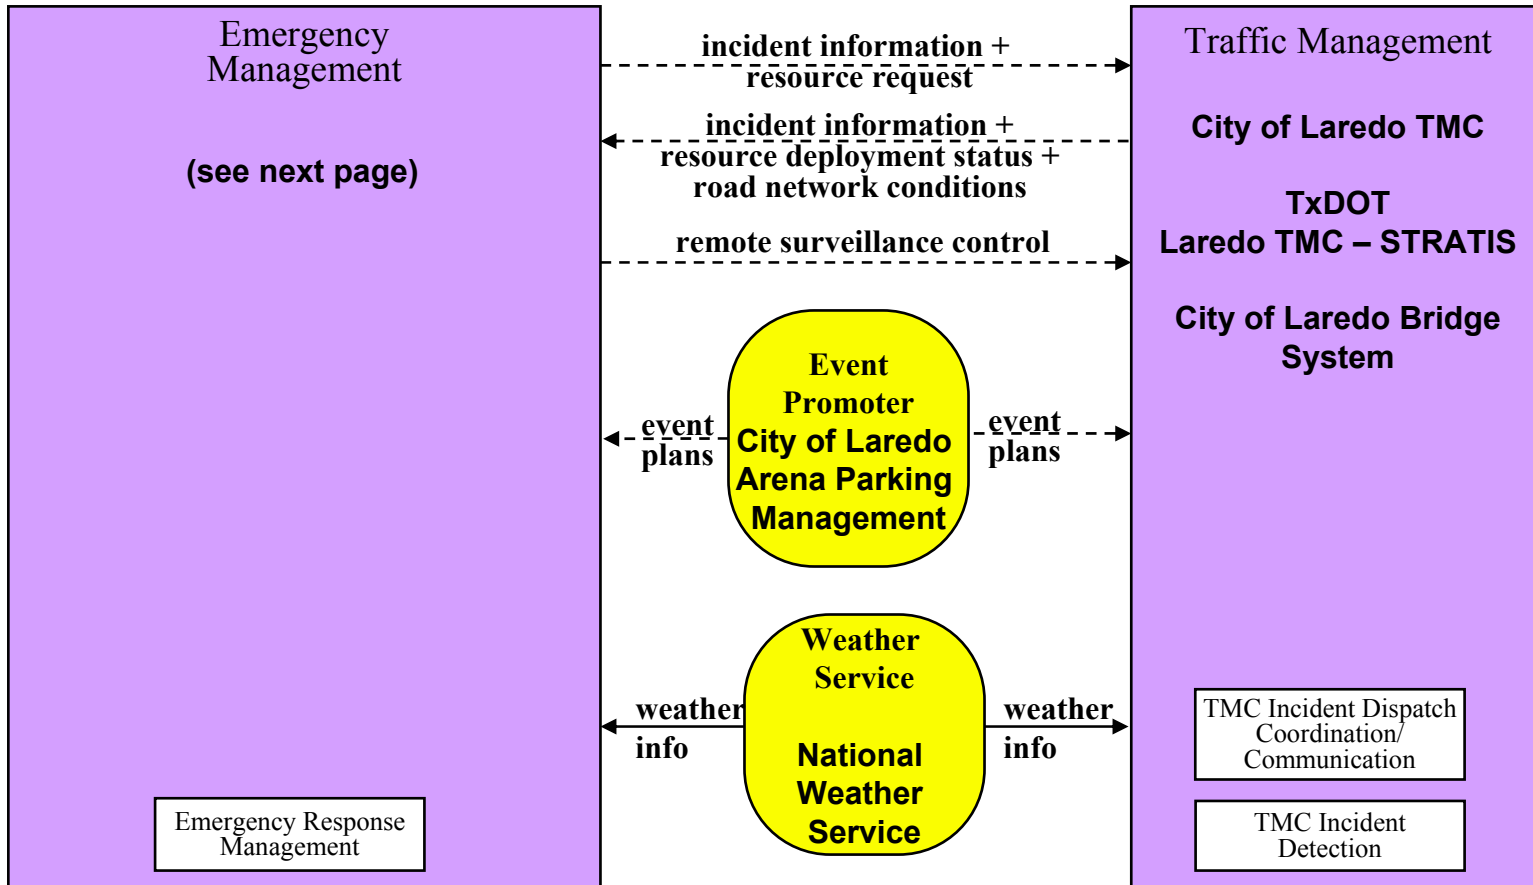 Emergency
Management
(see next page)
Emergency Response
Management
incident information +
resource request
incident information +
resource deployment status +
road network conditions
remote surveillance control
event
plans
Event
Promoter
City of Laredo
Arena Parking
Management
event
plans
weather
info
Weather
Service
National
Weather
Service
weather
info
Traffic Management
City of Laredo TMC
TxDOT
Laredo TMC – STRATIS
City of Laredo Bridge
System
TMC Incident Dispatch
Coordination/
Communication
TMC Incident
Detection